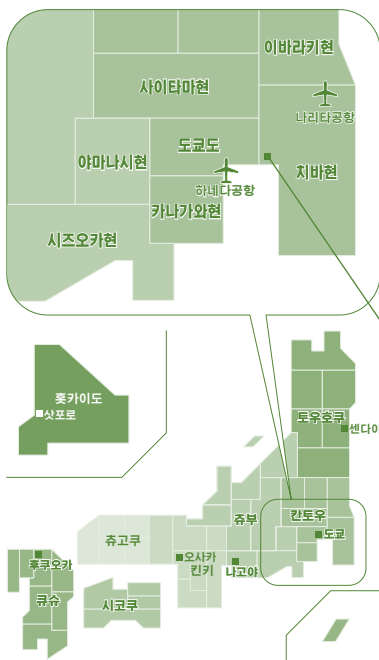 이바라키현
사이타마현
나리타공항
도쿄도
야마나시현
치바현
하네다공항
카나가와현
시즈오카현
홋카이도
삿포로
토우호쿠
센다이
칸토우
쥬부
도쿄
츄고쿠
오사카
킨키
나고야
후쿠오카
큐슈
시코쿠